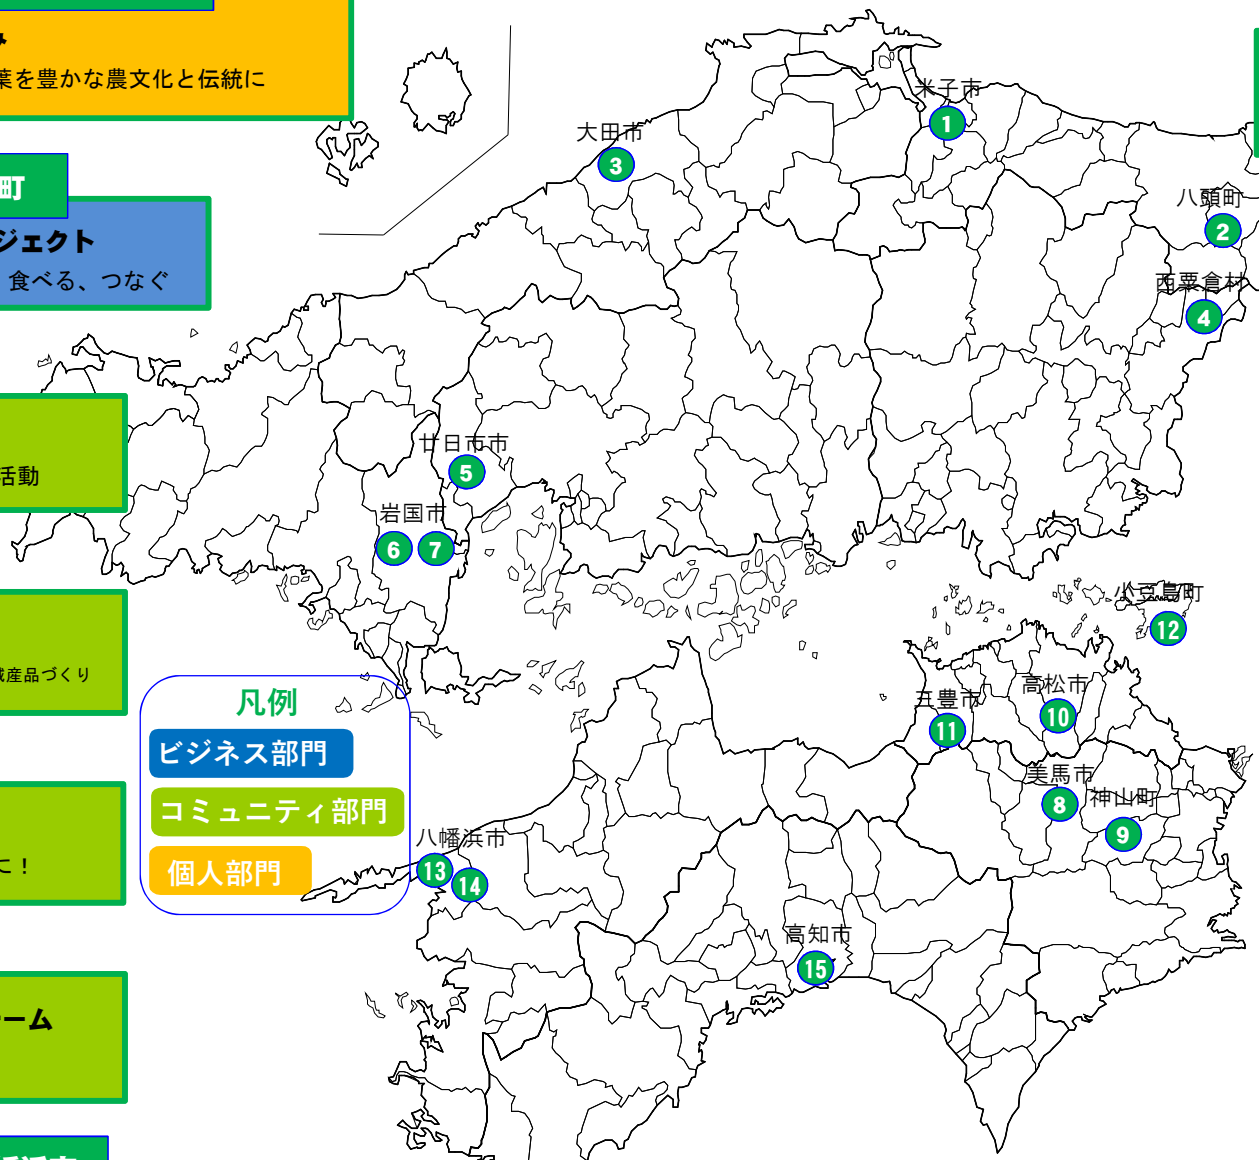 み
葉を豊かな農文化と伝統に
町
ジェクト
食べる、つなぐ
活動
域産品づくり
に！
ーム
米子市
1
大田市
3
八頭町
2
西粟倉村
4
廿日市市
5
岩国市
6 7
小豆島町
12
高松市
10
三豊市
11
美馬市
8
神山町
9
八幡浜市
13
14
高知市
15
凡例
ビジネス部門
コミュニティ部門
個人部門